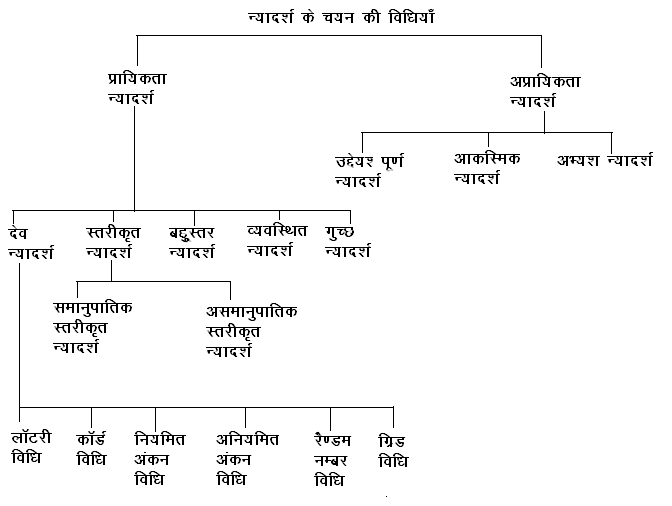 न्यादर्श के चयन की विधियाँ
प्रायिकता
न्यादर्श
अप्रायिकता
न्यादर्श
उद्देयश पूर्ण
न्यादर्श
आकस्मिक
न्यादर्श
अभ्यश न्यादर्श
देव
न्यादर्श
स्तरीकृत
न्यादर्श
बहुस्तर
न्यादर्श
व्यवस्थित
न्यादर्श
गुच्छ
न्यादर्श
समानुपातिक
स्तरीकृत
न्यादर्श
असमानुपातिक
स्तरीकृत
न्यादर्श
लॉटरी
विधि
कॉर्ड
विधि
नियमित
अंकन
विधि
अनियमित
अंकन
विधि
रैण्डम
नम्बर
विधि
ग्रिड
विधि